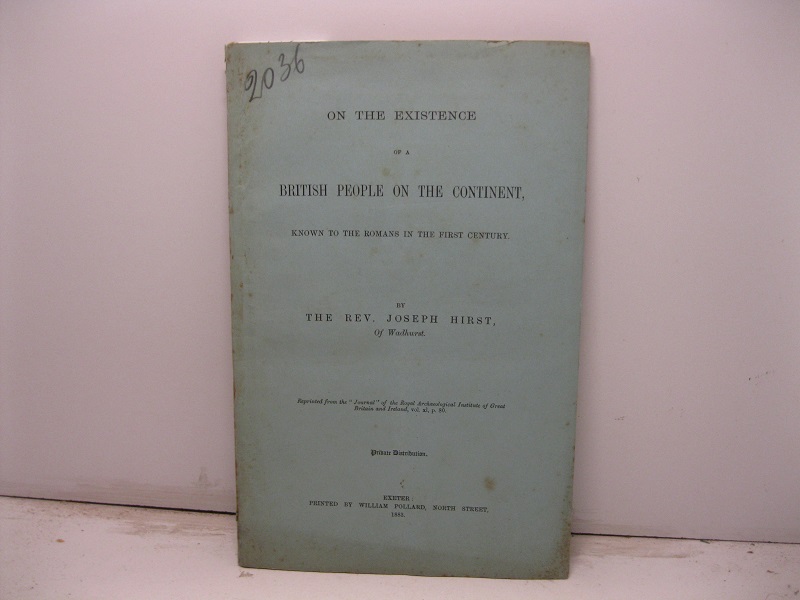 2036
ON THE EXISTENCE
OF A
BRITISH PEOPLE ON THE CONTINENT,
KNOWN TO THE ROMANS IN THE FIRST CENTURY.
BY
THE REV. JOSEPH HIRST,
Of Wadhurst.
Reprinted from the "Journal" of the Royal Archæological Institute of Great
Britain and Ireland, vol. xl, p. 80.
Private Distribution.
EXETER:
PRINTED BY WILLIAM POLLARD, NORTH STREET,
1883.